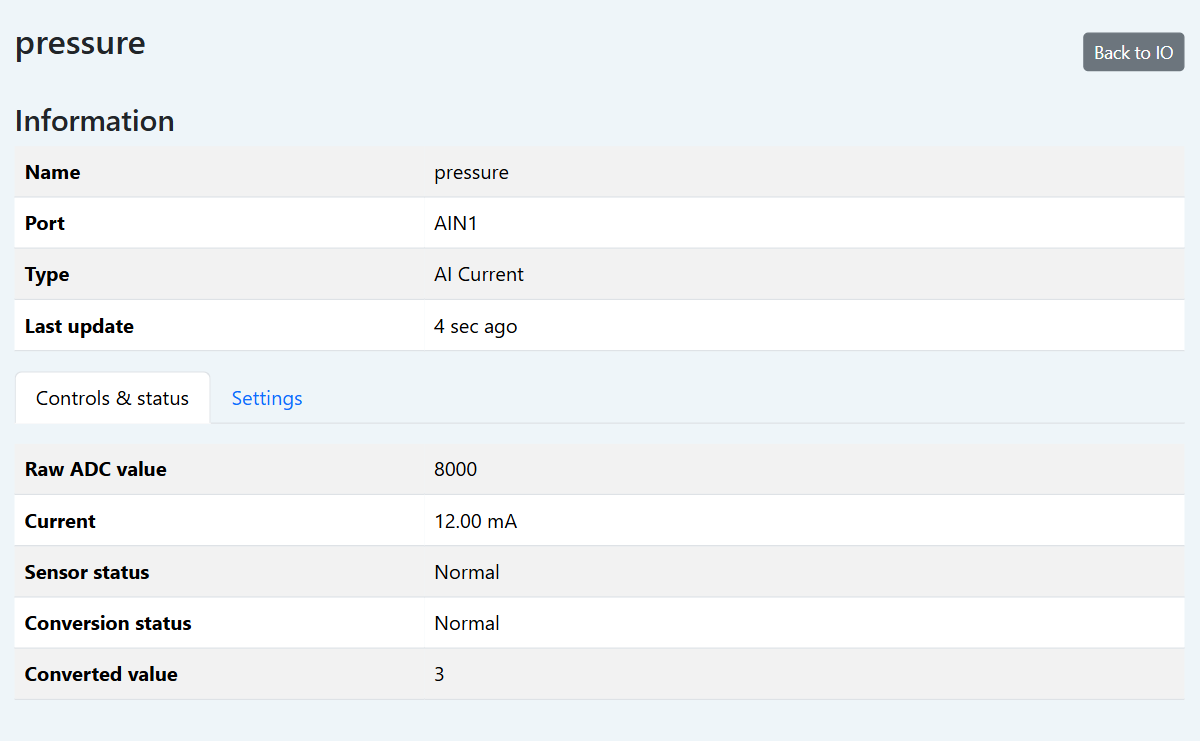 pressure
Back to IO
Information
Name pressure
Port AIN1
Type AI Current
Last update 4 sec ago
Controls & status Settings
Raw ADC value 8000
Current 12.00 mA
Sensor status Normal
Conversion status Normal
Converted value 3